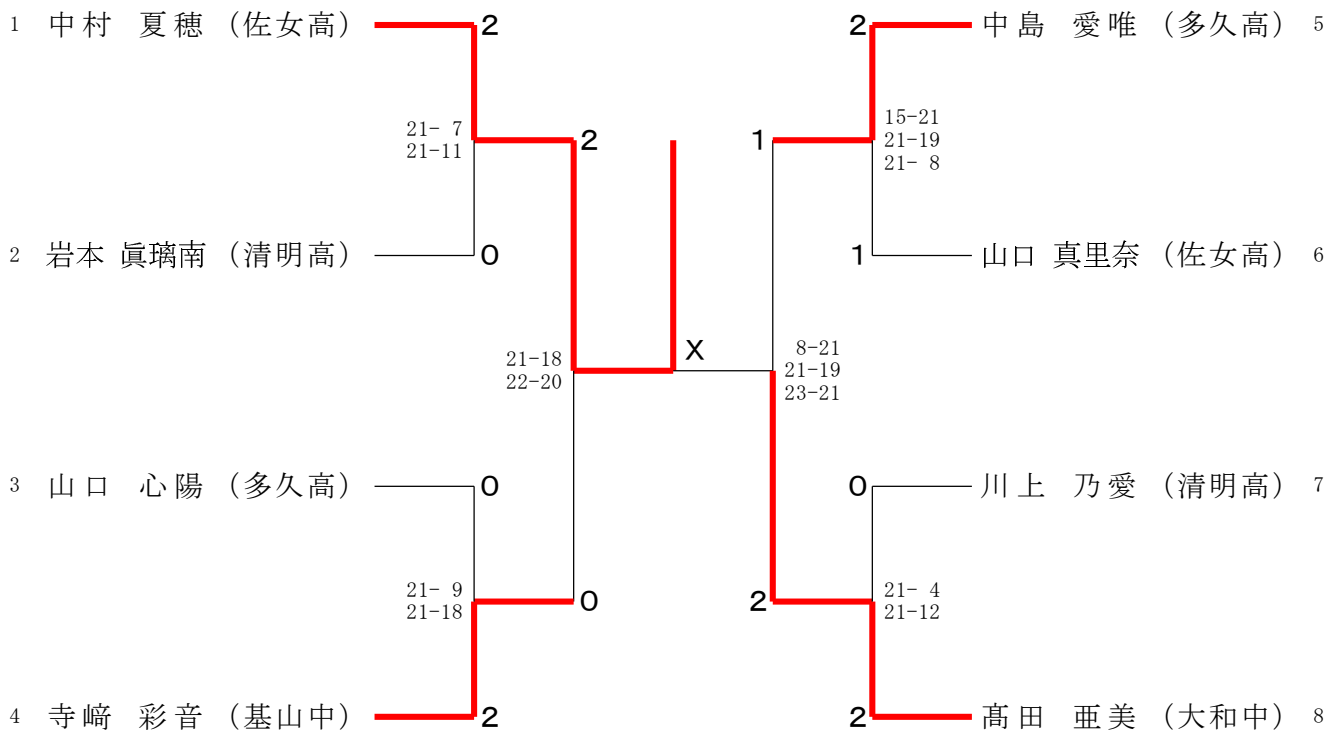 1 中村 夏穂 (佐女高) 2
2 中島 愛唯 (多久高) 5
21- 7
21-11
2
1
15-21
21-19
21- 8
2 岩本 眞璃南 (清明高) 0
1 山口 真里奈 (佐女高) 6
21-18
22-20
X
8-21
21-19
23-21
3 山口 心陽 (多久高) 0
0 川上 乃愛 (清明高) 7
21- 9
21-18
0
2
21- 4
21-12
4 寺﨑 彩音 (基山中) 2
2 髙田 亜美 (大和中) 8